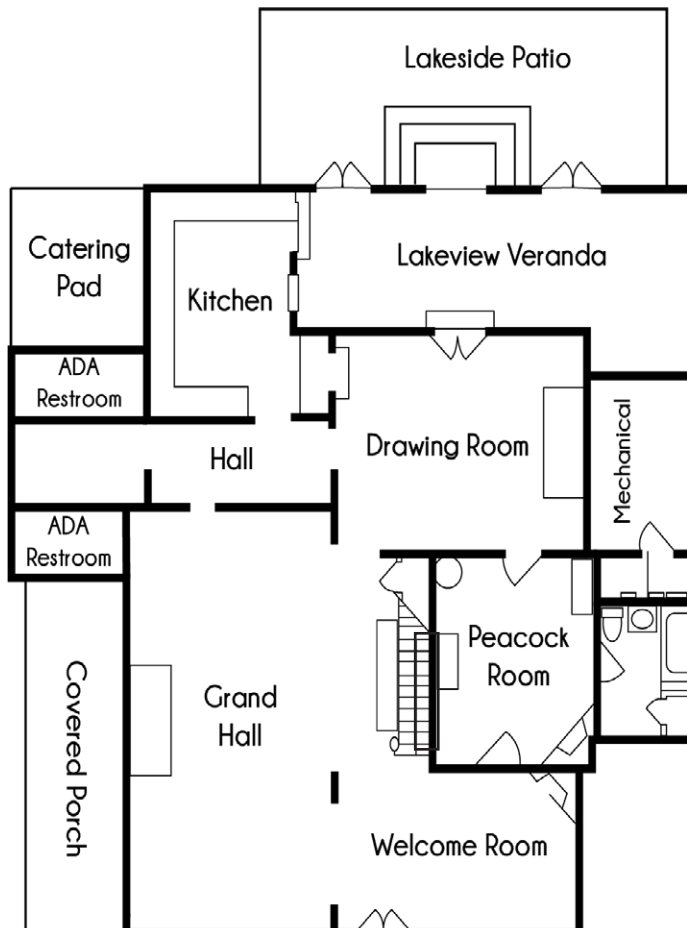 Lakeside Patio
Catering
Pad
Lakeview Veranda
Kitchen
ADA
Restroom
Drawing Room
Hall
Mechanical
ADA
Restroom
Peacock
Room
Covered Porch
Grand
Hall
Welcome Room